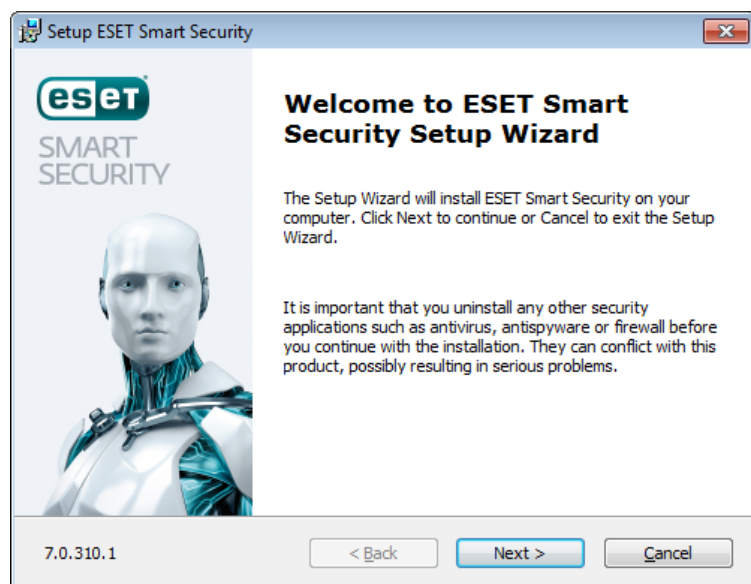 Setup ESET Smart Security
eset
SMART
SECURITY
Welcome to ESET Smart
Security Setup Wizard
The Setup Wizard will install ESET Smart Security on your
computer. Click Next to continue or Cancel to exit the Setup
Wizard.
It is important that you uninstall any other security
applications such as antivirus, antispyware or firewall before
you continue with the installation. They can conflict with this
product, possibly resulting in serious problems.
7.0.310.1
< Back
Next >
Cancel